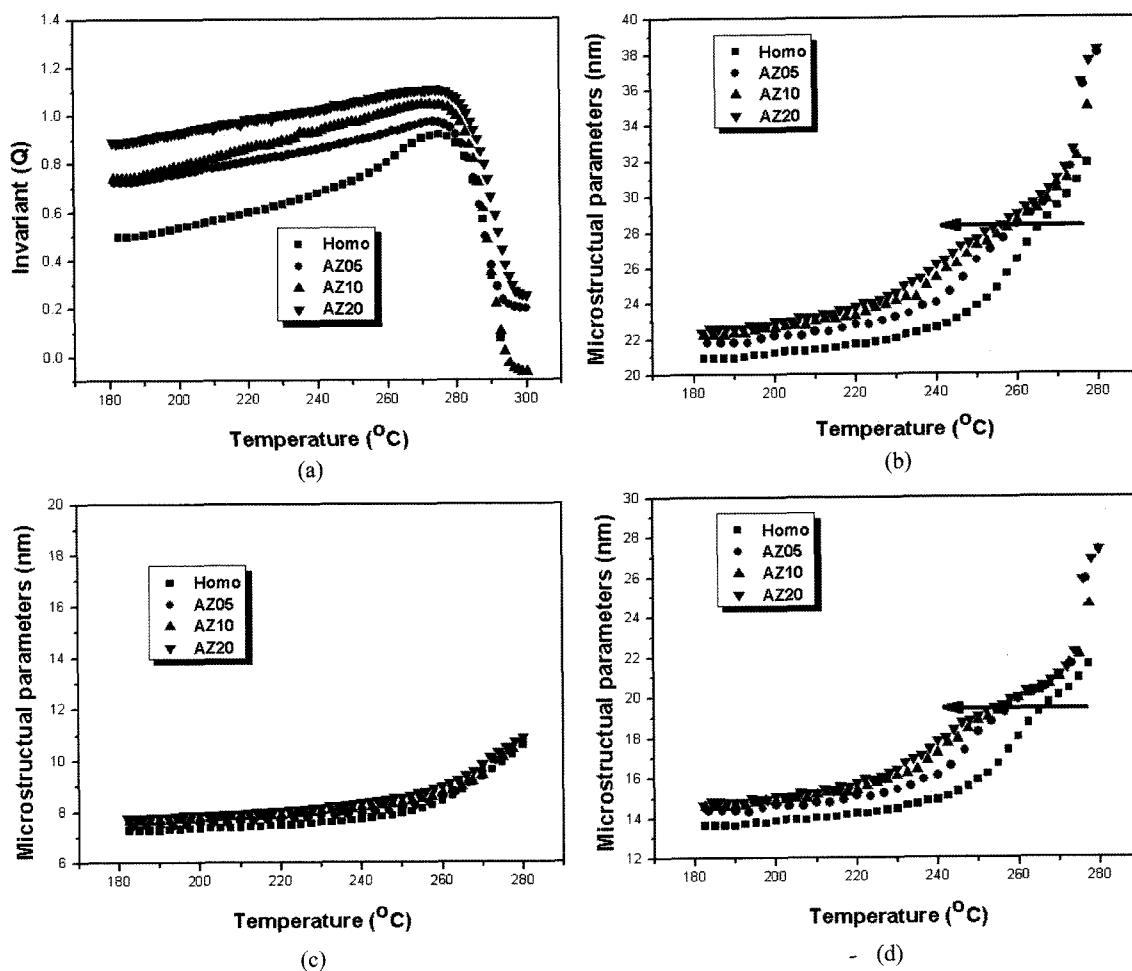 1.4
1.2
1.0
0.8
0.6
0.4
0.2
0.0
Invariant (Q)
Homo
AZ05
AZ10
AZ20
180 200 220 240 260 280 300
Temperature (°C)
(a)
40
38
36
34
32
30
28
26
24
22
20
Microstructual parameters (nm)
Homo
AZ05
AZ10
AZ20
180 200 220 240 260 280
Temperature (°C)
(b)
20
18
16
14
12
10
8
6
Microstructual parameters (nm)
Homo
AZ05
AZ10
AZ20
180 200 220 240 260 280
Temperature (°C)
(c)
30
28
26
24
22
20
18
16
14
12
Microstructual parameters (nm)
Homo
AZ05
AZ10
AZ20
180 200 220 240 260 280
Temperature (°C)
(d)